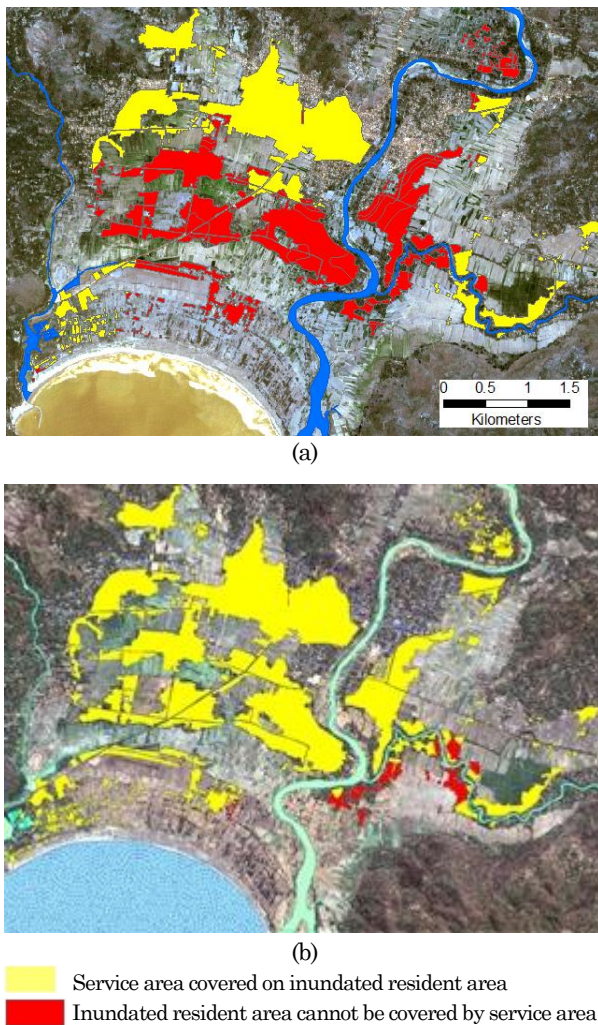 0 0.5 1 1.5
Kilometers
(a)
(b)
Service area covered on inundated resident area
Inundated resident area cannot be covered by service area